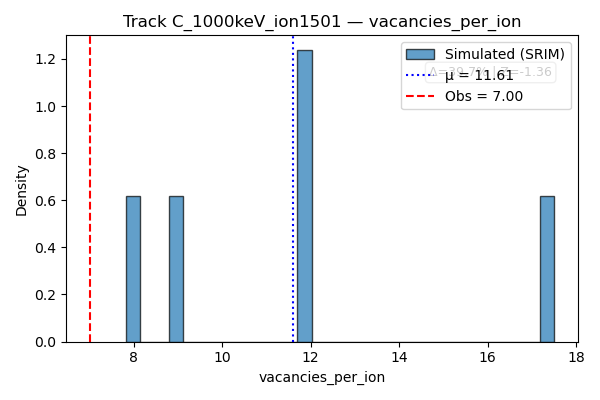 Track C_1000keV_ion1501 — vacancies_per_ion
Density
1.2
1.0
0.8
0.6
0.4
0.2
0.0
Simulated (SRIM)
μ = 11.61
Obs = 7.00
8
10
12
14
16
18
vacancies_per_ion